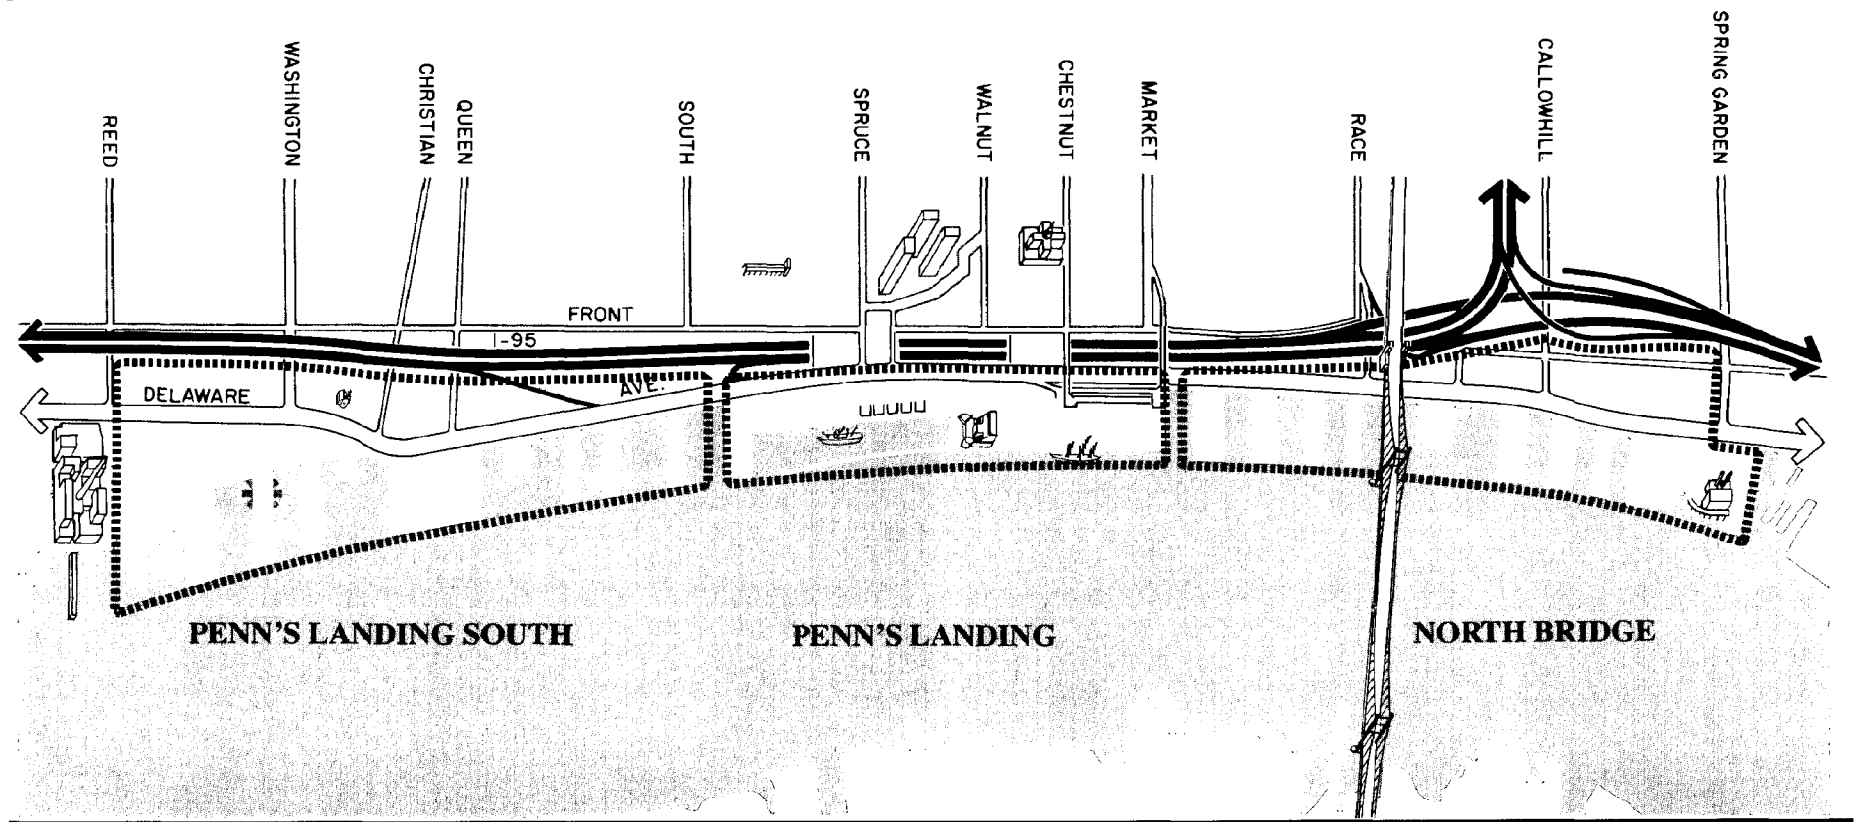 REED
WASHINGTON
CHRISTIAN
QUEEN
SOUTH
SPRUCE
WALNUT
CHESTNUT
MARKET
RACE
CALLOWHILL
SPRING GARDEN
FRONT
I-95
DELAWARE AVE.
PENN'S LANDING SOUTH
PENN'S LANDING
NORTH BRIDGE